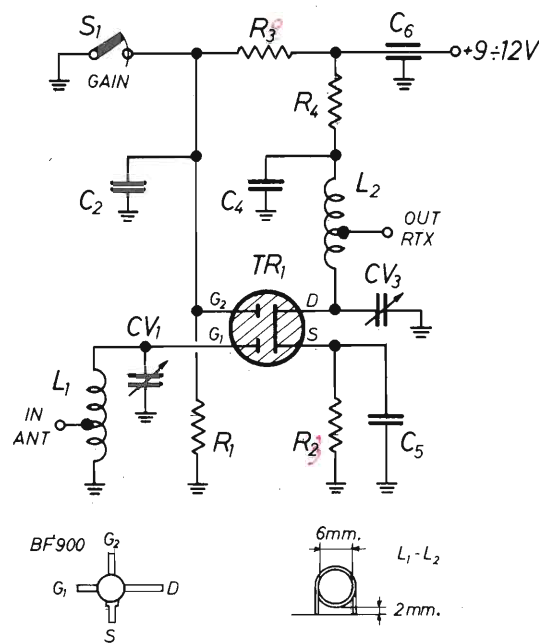 S1
GAIN
R3
C6
+9÷12V
R4
C2
C4
L2
OUT
RTX
TR1
CV3
G2
D
G1
S
CV1
L1
IN
ANT
R1
R2
C5
BF900
G2
G1
D
S
6mm.
L1-L2
2mm.